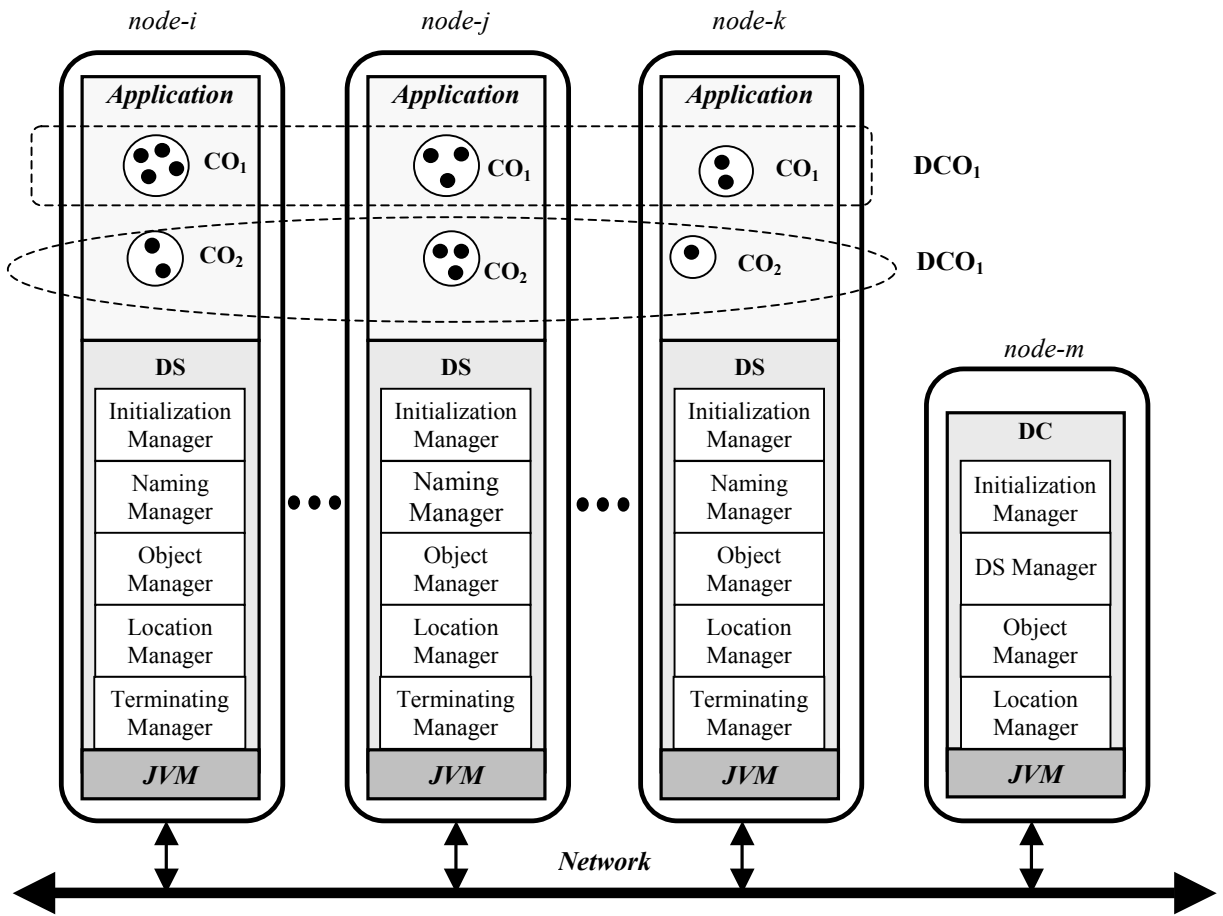 node-i
node-j
node-k
Application
Application
Application
CO₁
CO₁
CO₁
DCO₁
CO₂
CO₂
CO₂
DCO₁
node-m
DS
DS
DS
DC
Initialization
Manager
Naming
Manager
Object
Manager
Location
Manager
Terminating
Manager
JVM
Initialization
Manager
Naming
Manager
Object
Manager
Location
Manager
Terminating
Manager
JVM
Initialization
Manager
Naming
Manager
Object
Manager
Location
Manager
Terminating
Manager
JVM
Initialization
Manager
DS Manager
Object
Manager
Location
Manager
JVM
Network